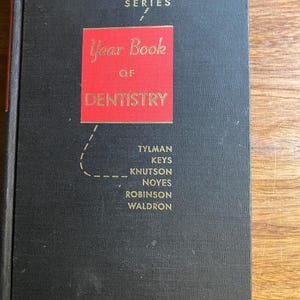 SERIES
Year Book
OF
DENTISTRY
TYLMAN
KEYS
KNUTSON
NOYES
ROBINSON
WALDRON